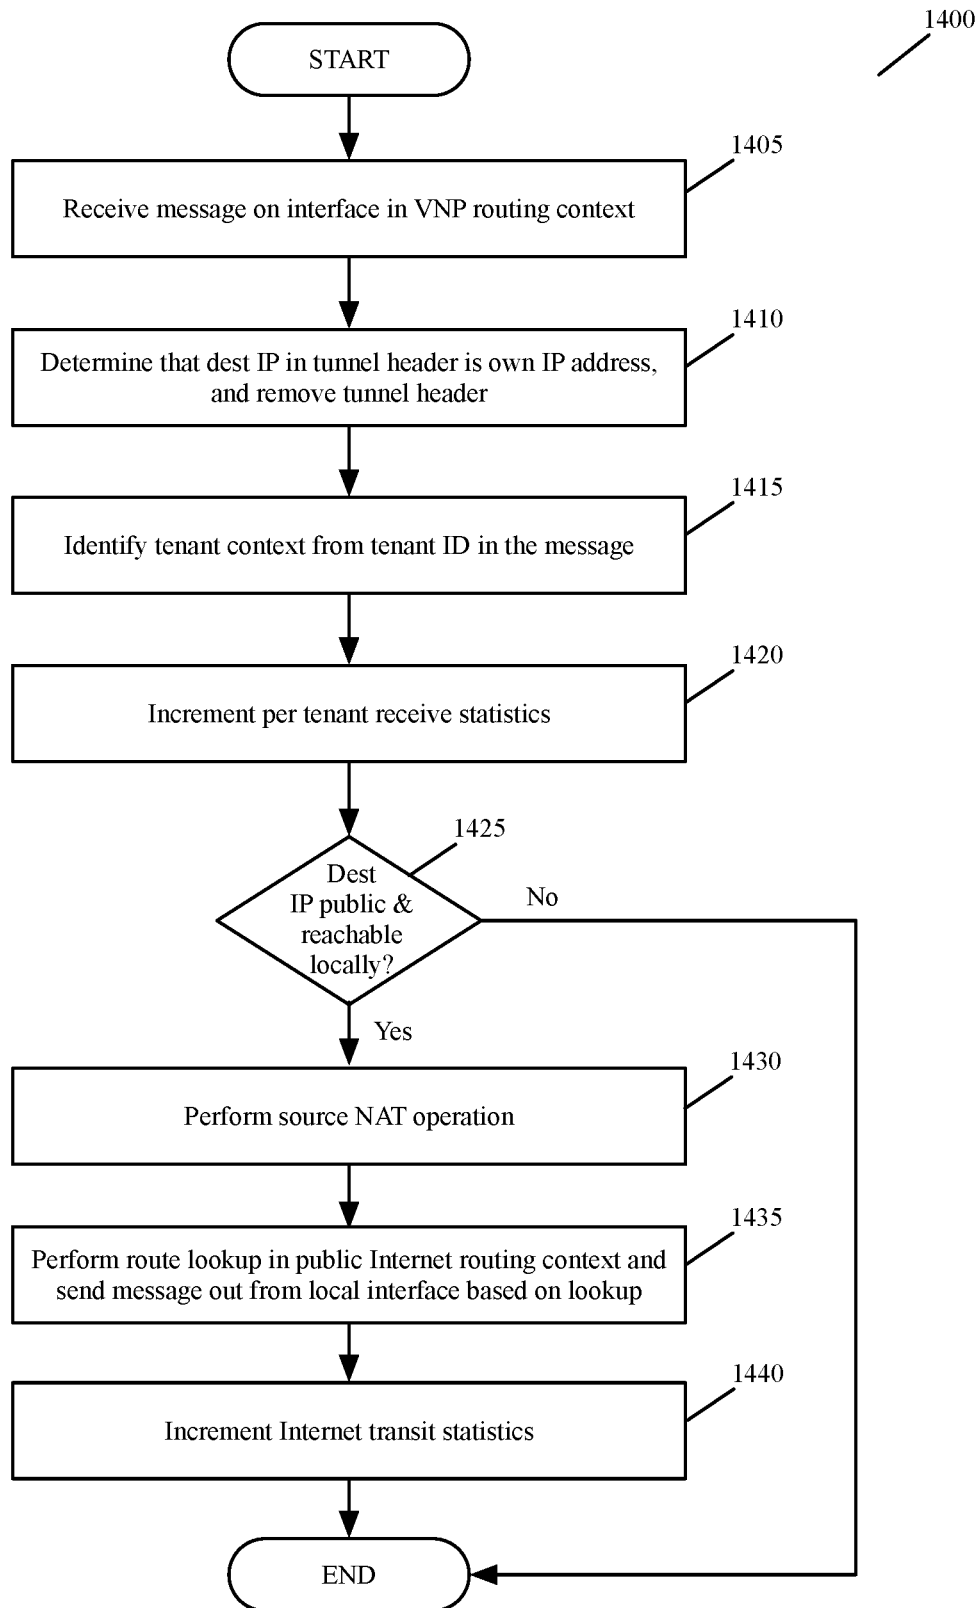 1400
START
1405
Receive message on interface in VNP routing context
1410
Determine that dest IP in tunnel header is own IP address,
and remove tunnel header
1415
Identify tenant context from tenant ID in the message
1420
Increment per tenant receive statistics
1425
Dest
IP public &
reachable
locally?
No
Yes
1430
Perform source NAT operation
1435
Perform route lookup in public Internet routing context and
send message out from local interface based on lookup
1440
Increment Internet transit statistics
END